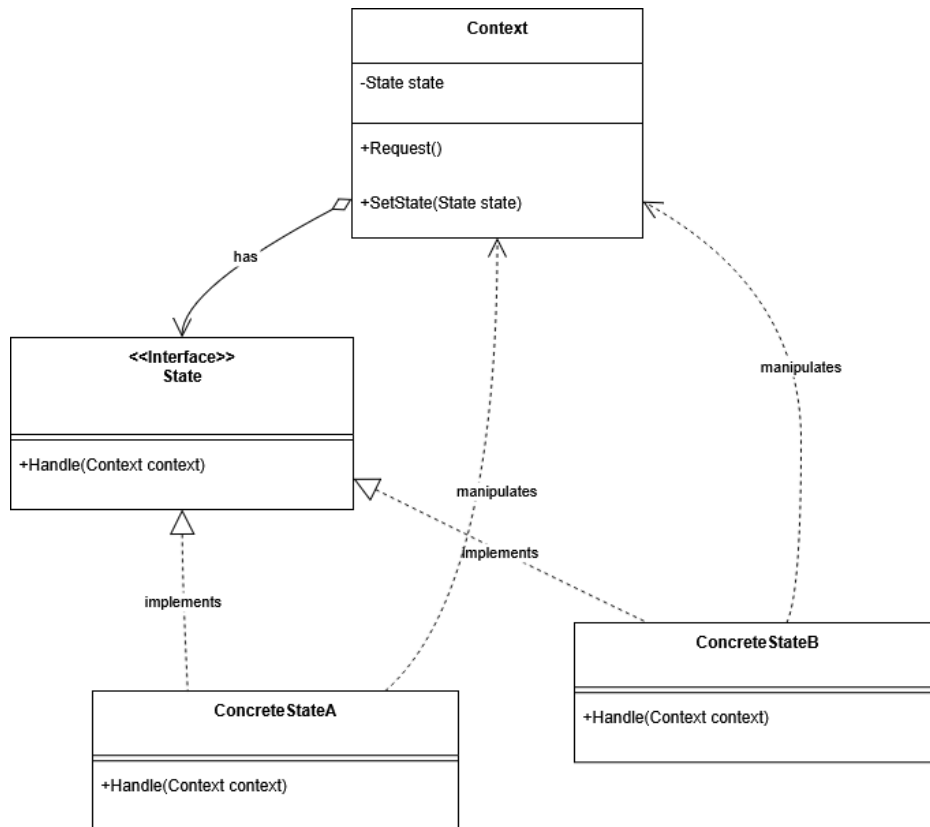 Context
-State state
+Request()
+SetState(State state)
has
<<Interface>>
State
+Handle(Context context)
manipulates
manipulates
implements
implements
ConcreteStateB
+Handle(Context context)
ConcreteStateA
+Handle(Context context)